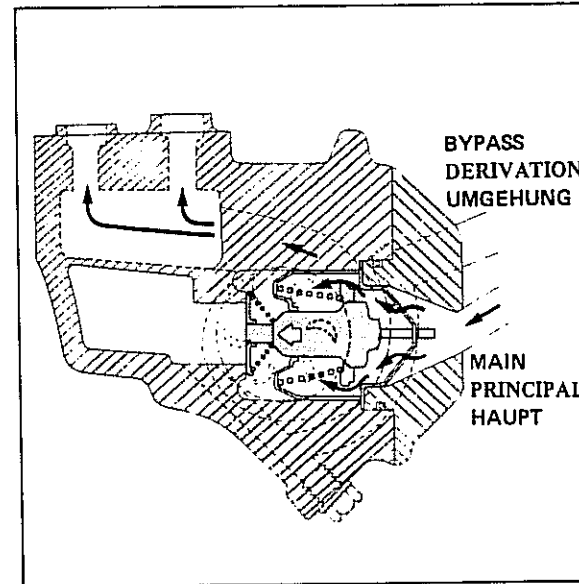 BYPASS
DERIVATION
UMGEHUNG
MAIN
PRINCIPAL
HAUPT